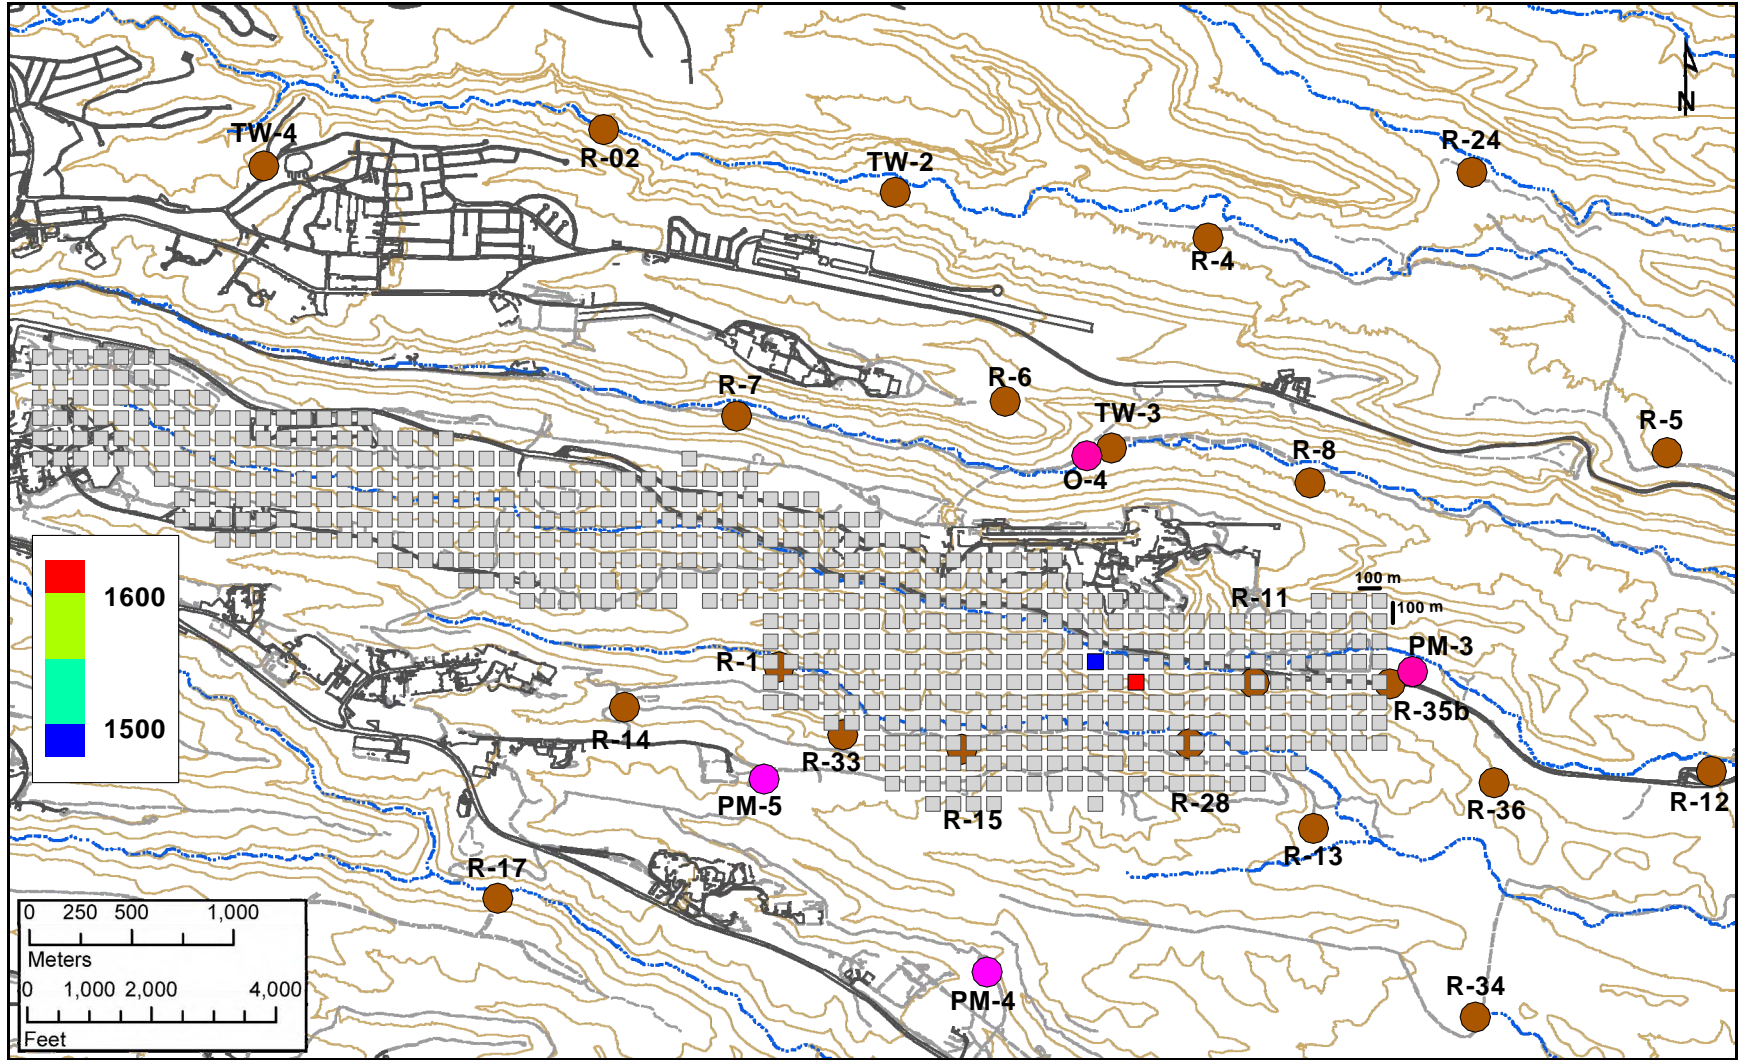 N
TW-4
R-02
TW-2
R-24
R-4
R-7
R-6
TW-3
O-4
R-8
R-5
100 m
100 m
R-11
PM-3
R-1
R-35b
R-14
R-33
PM-5
R-15
R-28
R-36
R-12
R-13
R-17
PM-4
R-34
1600
1500
0 250 500 1,000
Meters
0 1,000 2,000 4,000
Feet